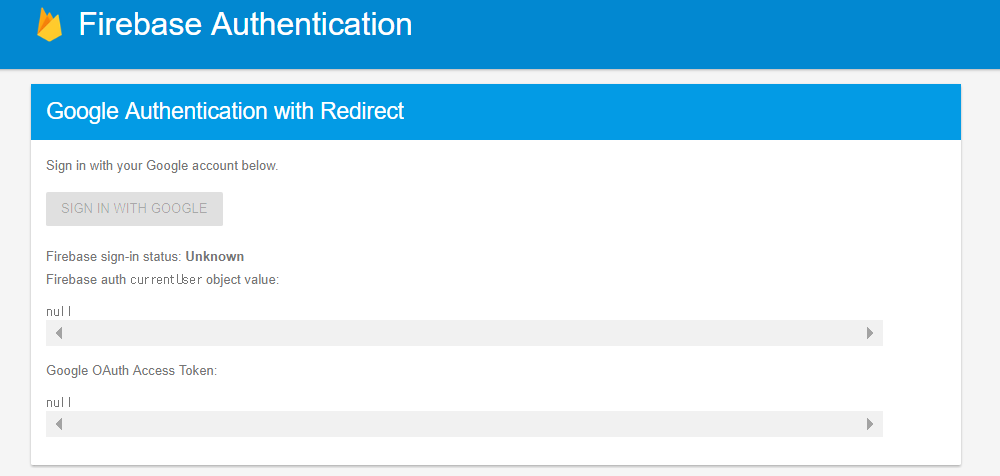 Firebase Authentication
Google Authentication with Redirect
Sign in with your Google account below.
SIGN IN WITH GOOGLE
Firebase sign-in status: Unknown
Firebase auth currentUser object value:
null
Google OAuth Access Token:
null